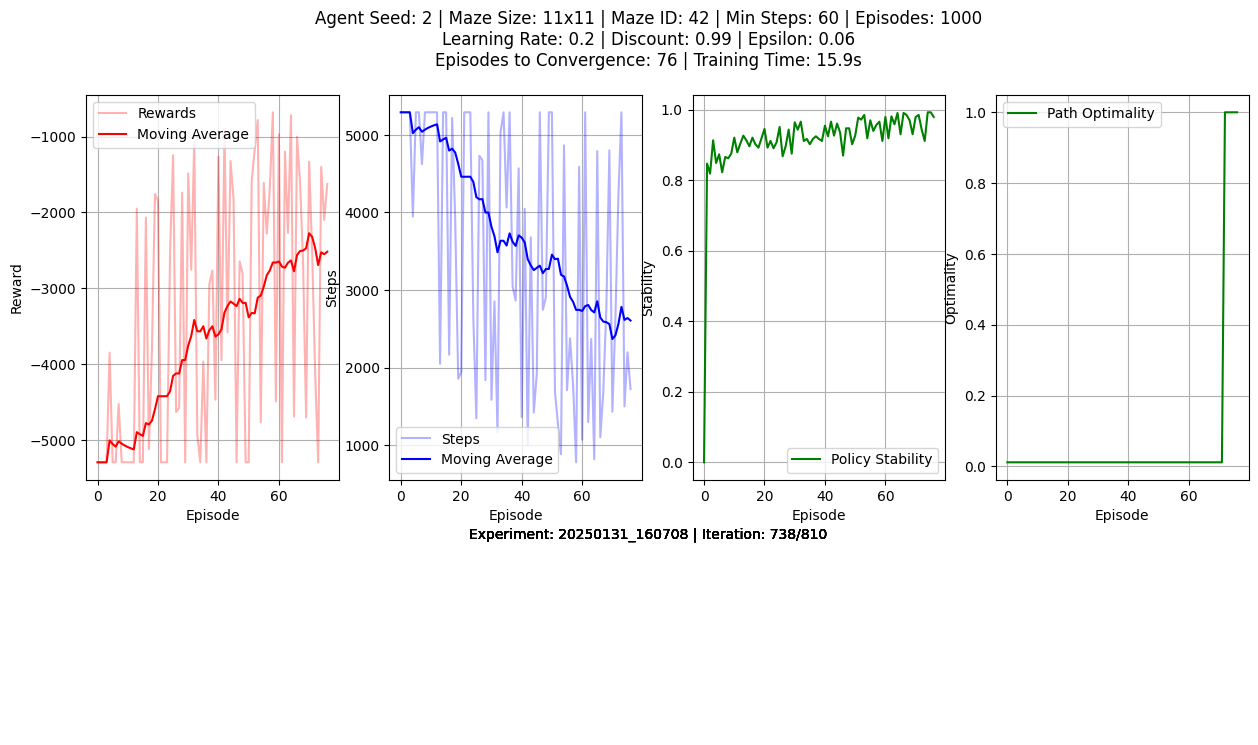 Agent Seed: 2 | Maze Size: 11x11 | Maze ID: 42 | Min Steps: 60 | Episodes: 1000
Learning Rate: 0.2 | Discount: 0.99 | Epsilon: 0.06
Episodes to Convergence: 76 | Training Time: 15.9s
Rewards
Moving Average
−1000
−2000
−3000
−4000
−5000
Reward
0
20
40
60
Episode
5000
4000
3000
2000
1000
Steps
Steps
Moving Average
0
20
40
60
Episode
1.0
0.8
0.6
0.4
0.2
0.0
Stability
Policy Stability
0
20
40
60
Episode
Path Optimality
1.0
0.8
0.6
0.4
0.2
0.0
Optimality
0
20
40
60
Episode
Experiment: 20250131_160708 | Iteration: 738/810